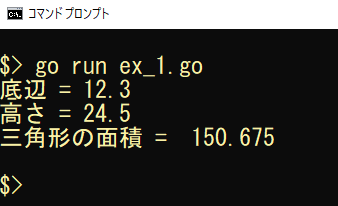 コマンド プロンプト
$> go run ex_1.go
底辺 = 12.3
高さ = 24.5
三角形の面積 =  150.675
$>